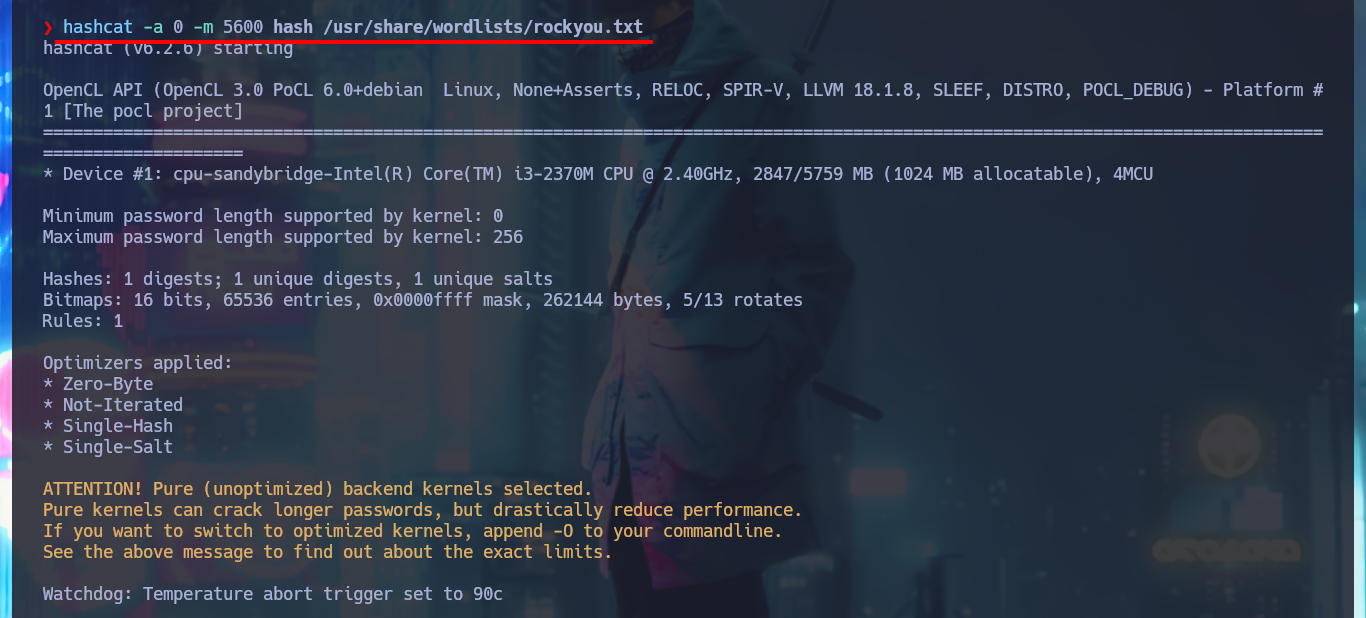 ❯ hashcat -a 0 -m 5600 hash /usr/share/wordlists/rockyou.txt
hashcat (v6.2.6) starting
OpenCL API (OpenCL 3.0 PoCL 6.0+debian  Linux, None+Asserts, RELOC, SPIR-V, LLVM 18.1.8, SLEEF, DISTRO, POCL_DEBUG) - Platform #
1 [The pocl project]
================================================================================================================================
====================
* Device #1: cpu-sandybridge-Intel(R) Core(TM) i3-2370M CPU @ 2.40GHz, 2847/5759 MB (1024 MB allocatable), 4MCU
Minimum password length supported by kernel: 0
Maximum password length supported by kernel: 256
Hashes: 1 digests; 1 unique digests, 1 unique salts
Bitmaps: 16 bits, 65536 entries, 0x0000ffff mask, 262144 bytes, 5/13 rotates
Rules: 1
Optimizers applied:
* Zero-Byte
* Not-Iterated
* Single-Hash
* Single-Salt
ATTENTION! Pure (unoptimized) backend kernels selected.
Pure kernels can crack longer passwords, but drastically reduce performance.
If you want to switch to optimized kernels, append -O to your commandline.
See the above message to find out about the exact limits.
Watchdog: Temperature abort trigger set to 90c